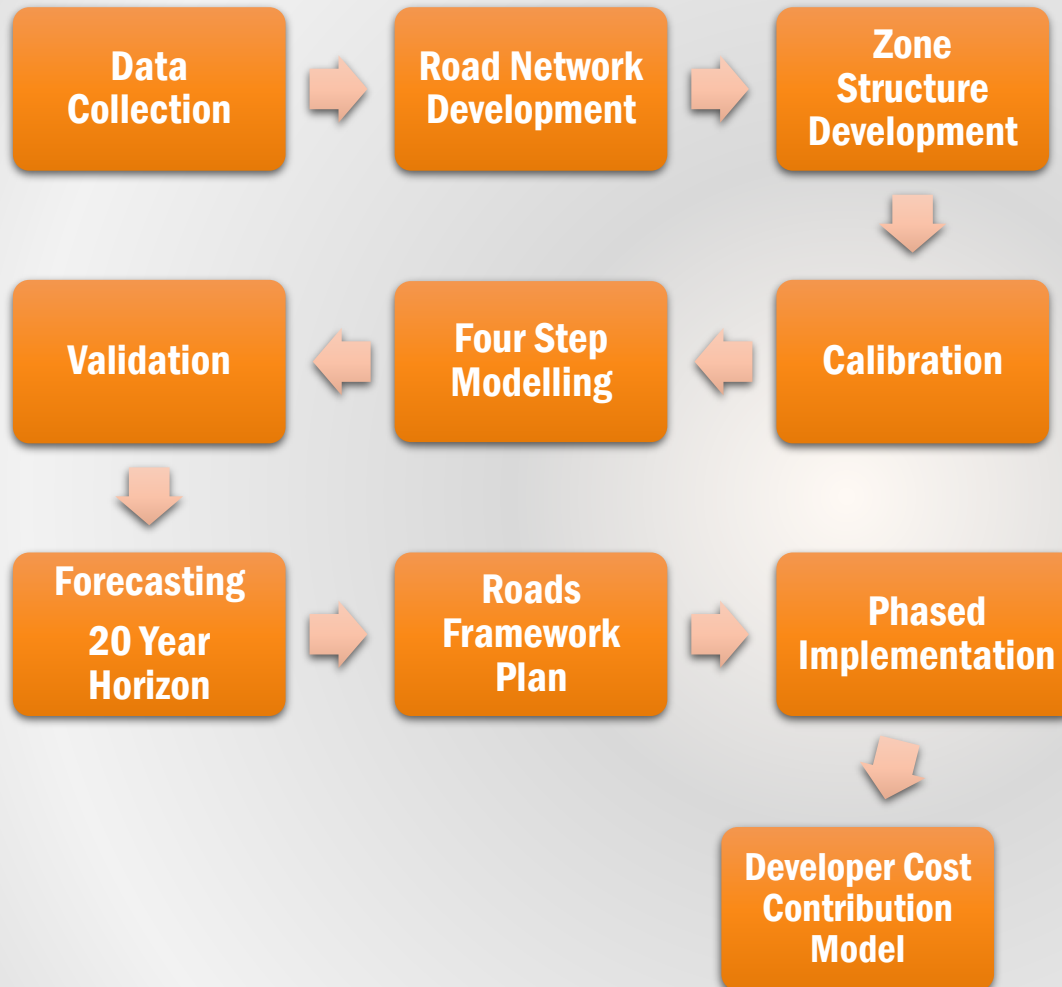 Data
Collection
Road Network
Development
Zone
Structure
Development
Calibration
Four Step
Modelling
Validation
Forecasting
20 Year
Horizon
Roads
Framework
Plan
Phased
Implementation
Developer Cost
Contribution
Model